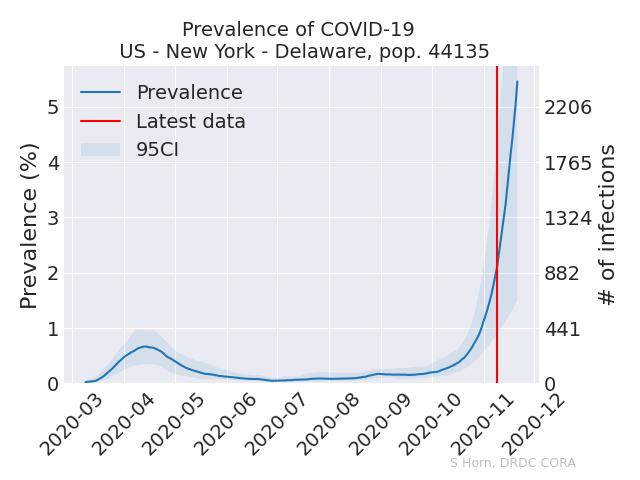 Prevalence of COVID-19
US - New York - Delaware, pop. 44135
Prevalence
Latest data
95CI
Prevalence (%)
5
4
3
2
1
0
2206
1765
1324
882
441
0
# of infections
2020-03
2020-04
2020-05
2020-06
2020-07
2020-08
2020-09
2020-10
2020-11
2020-12
S Horn, DRDC CORA